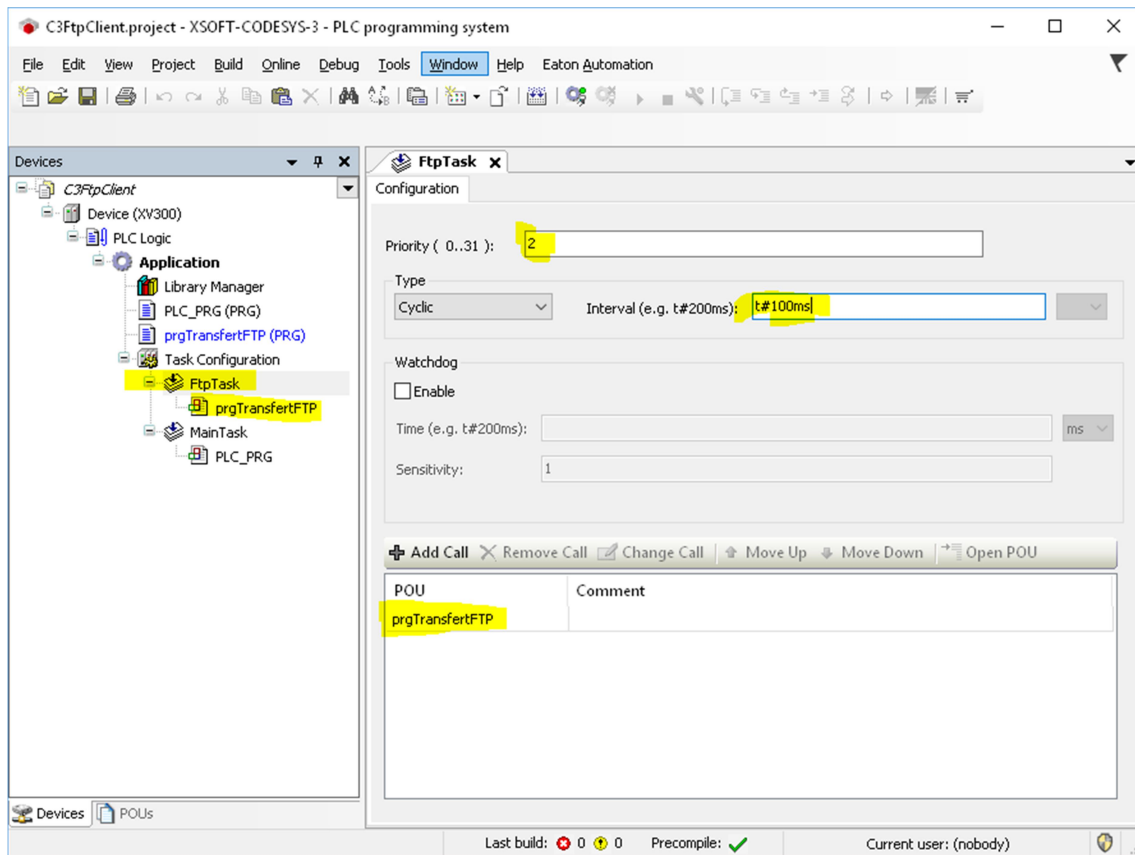 C3FtpClient.project - XSOFT-CODESYS-3 - PLC programming system
File Edit View Project Build Online Debug Tools Window Help Eaton Automation
Devices
C3FtpClient
Device (XV300)
PLC Logic
Application
Library Manager
PLC_PRG (PRG)
prgTransfertFTP (PRG)
Task Configuration
FtpTask
prgTransfertFTP
MainTask
PLC_PRG
Devices POUs
FtpTask
Configuration
Priority ( 0..31 ): 2
Type
Cyclic Interval (e.g. t#200ms): t#100ms
Watchdog
Enable
Time (e.g. t#200ms): ms
Sensitivity: 1
Add Call Remove Call Change Call Move Up Move Down Open POU
POU Comment
prgTransfertFTP
Last build: 0 0 Precompile: Current user: (nobody)